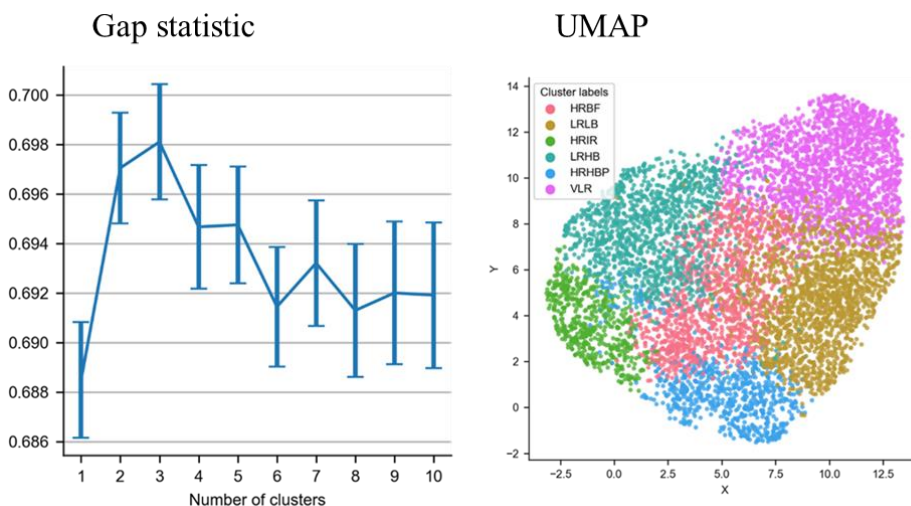 Gap statistic
0.700
0.698
0.696
0.694
0.692
0.690
0.688
0.686
1 2 3 4 5 6 7 8 9 10
Number of clusters
UMAP
Cluster labels
HRBF
LRLB
HRIR
LRHB
HRHBP
VLR
Y
14
12
10
8
6
4
2
0
−2
−2.5 0.0 2.5 5.0 7.5 10.0 12.5
X